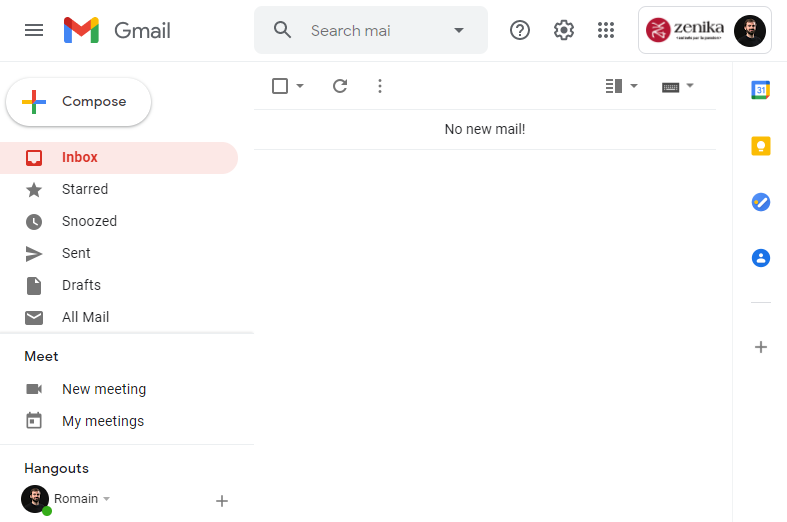 Gmail
Search mai
zenika
Compose
31
No new mail!
Inbox
Starred
Snoozed
Sent
Drafts
All Mail
Meet
New meeting
My meetings
Hangouts
Romain